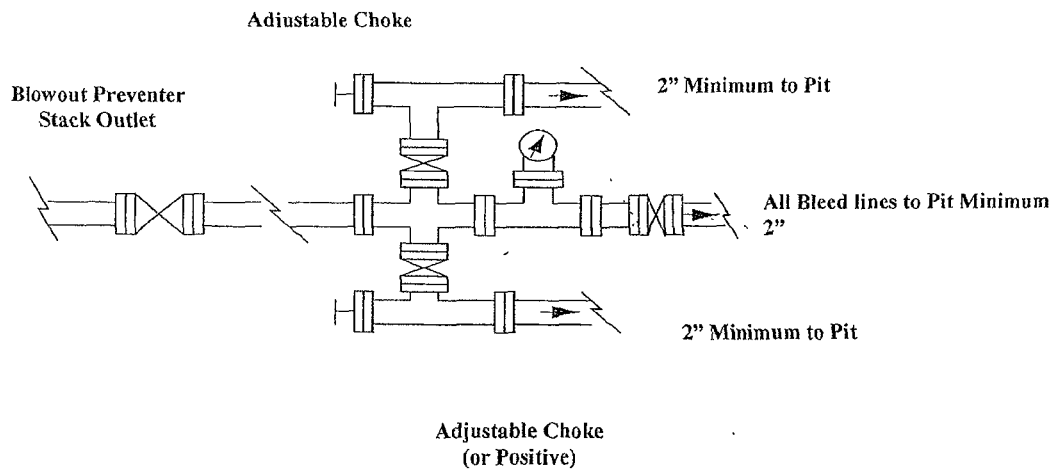 Adiustable Choke
Blowout Preventer
Stack Outlet
2” Minimum to Pit
All Bleed lines to Pit Minimum
2”
2” Minimum to Pit
Adjustable Choke
(or Positive)